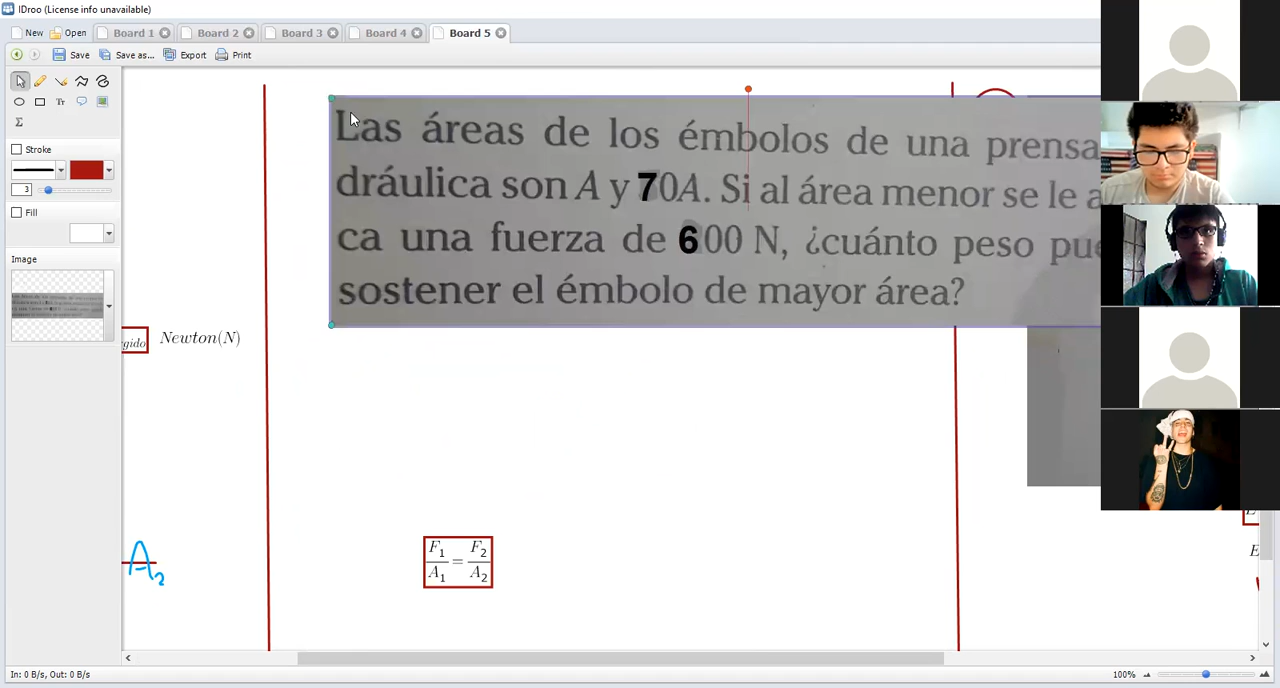 IDroo (License info unavailable)
New Open Board 1 Board 2 Board 3 Board 4 Board 5
Save Save as... Export Print
Tr
Σ
Stroke
3
Fill
Image
Las áreas de los émbolos de una prensa
dráulica son A y 70A. Si al área menor se le a
ca una fuerza de 600 N, ¿cuánto peso pue
sostener el émbolo de mayor área?
rgido Newton(N)
A2
F1/A1 = F2/A2
E
In: 0 B/s, Out: 0 B/s
100%